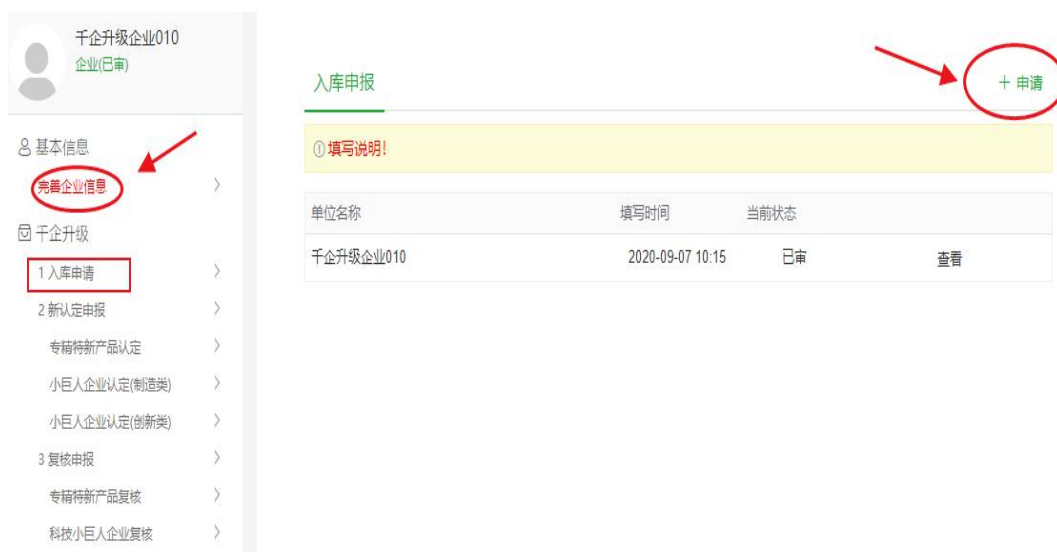 千企升级企业010
企业(已审)
基本信息
完善企业信息
千企升级
1 入库申请
2 新认定申报
专精特新产品认定
小巨人企业认定(制造类)
小巨人企业认定(创新类)
3 复核申报
专精特新产品复核
科技小巨人企业复核
入库申报
+ 申请
填写说明!
单位名称 填写时间 当前状态
千企升级企业010 2020-09-07 10:15 已审 查看